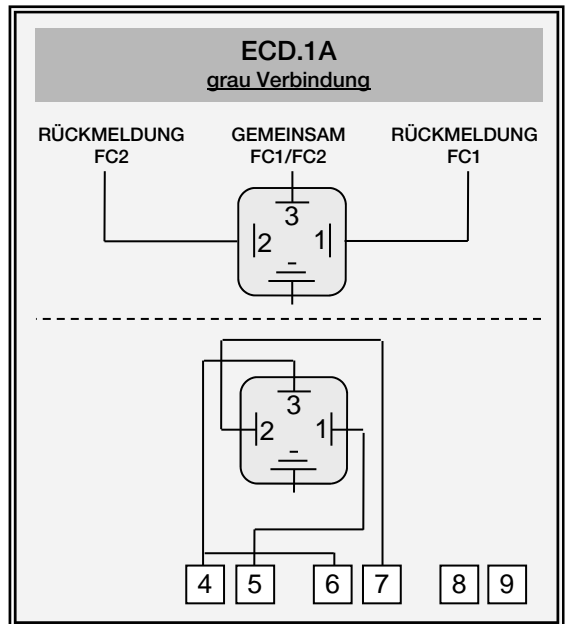 ECD.1A
grau Verbindung
RÜCKMELDUNG
FC2
GEMEINSAM
FC1/FC2
RÜCKMELDUNG
FC1
3
2 1
-
3
2 1
4 5 6 7 8 9